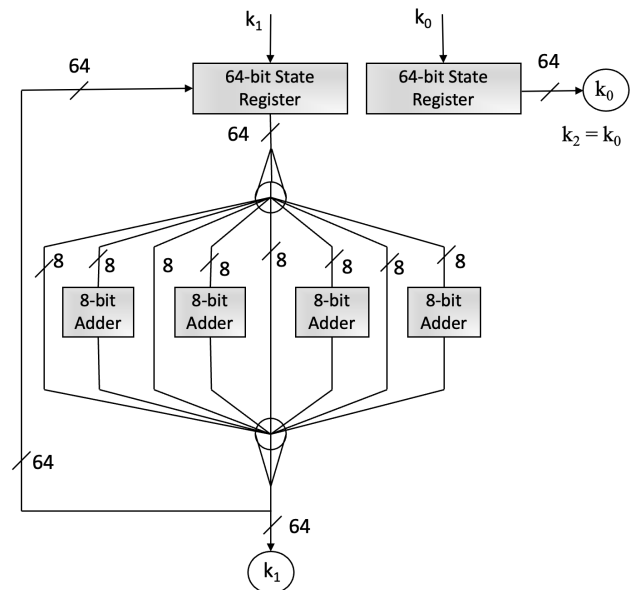 k1 k0
64
64-bit State
Register
64-bit State
Register
64
k0
k2 = k0
64
8 8 8 8 8 8 8 8
8-bit
Adder
8-bit
Adder
8-bit
Adder
8-bit
Adder
64
64
k1